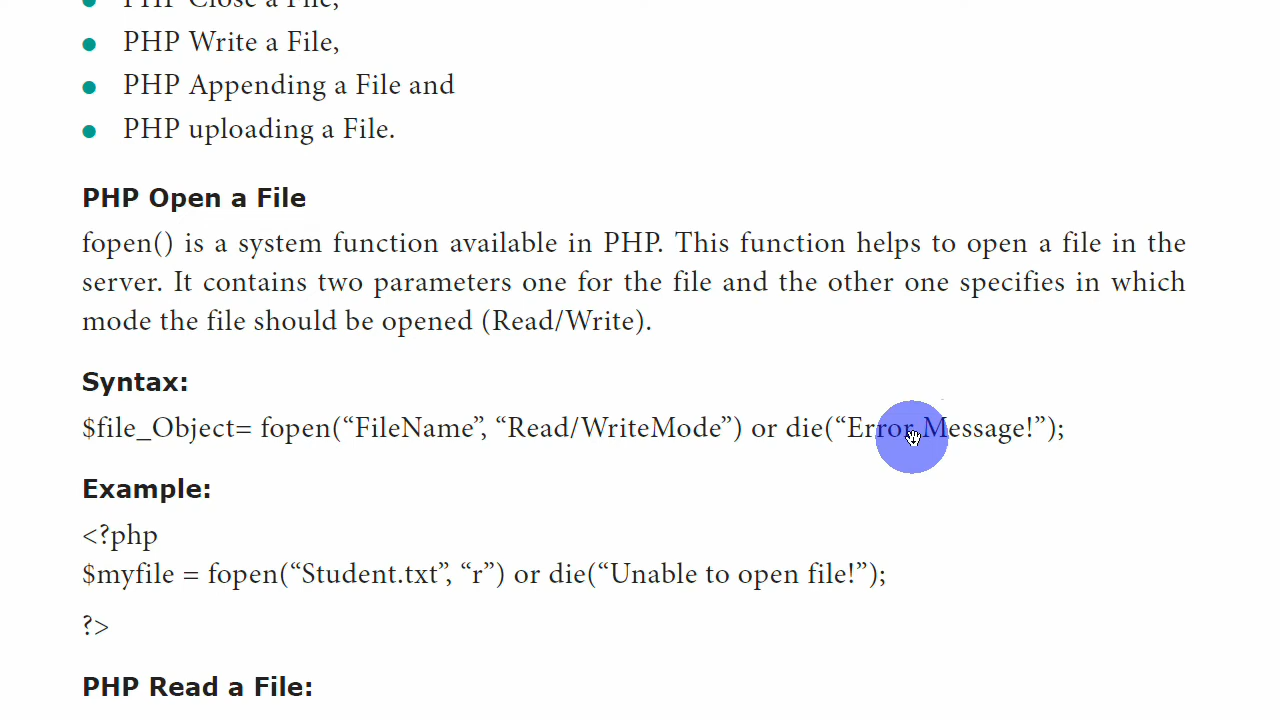 PHP Close a File,
PHP Write a File,
PHP Appending a File and
PHP uploading a File.
PHP Open a File
fopen() is a system function available in PHP. This function helps to open a file in the
server. It contains two parameters one for the file and the other one specifies in which
mode the file should be opened (Read/Write).
Syntax:
$file_Object= fopen(“FileName”, “Read/WriteMode”) or die(“Error Message!”);
Example:
<?php
$myfile = fopen(“Student.txt”, “r”) or die(“Unable to open file!”);
?>
PHP Read a File: